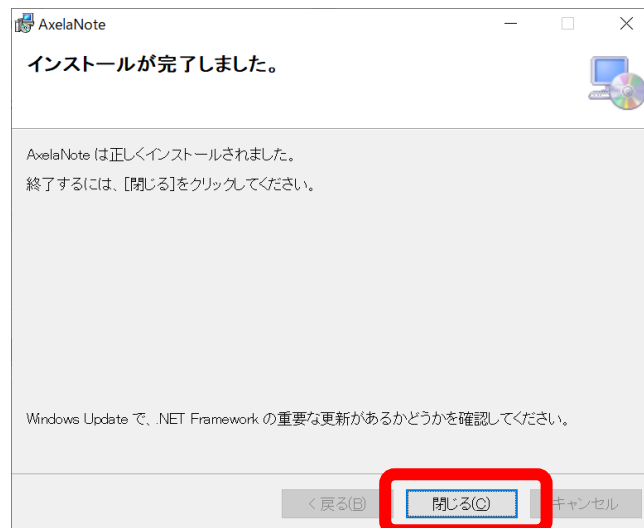 AxelaNote
インストールが完了しました。
AxelaNote は正しくインストールされました。
終了するには、[閉じる]をクリックしてください。
Windows Update で、.NET Framework の重要な更新があるかどうかを確認してください。
< 戻る(B) 閉じる(C) キャンセル